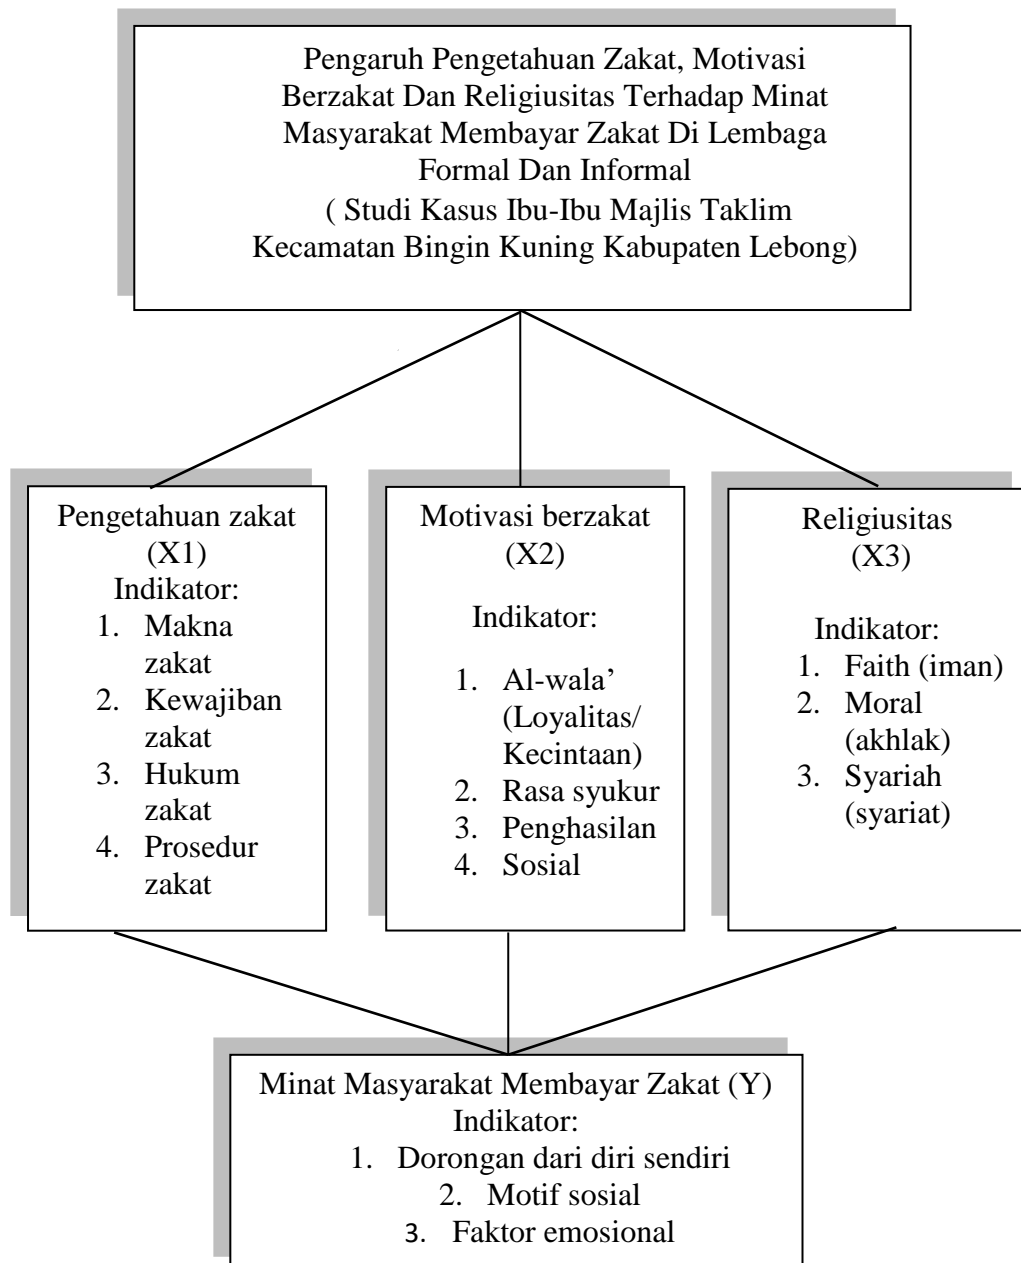 Pengaruh Pengetahuan Zakat, Motivasi
Berzakat Dan Religiusitas Terhadap Minat
Masyarakat Membayar Zakat Di Lembaga
Formal Dan Informal
( Studi Kasus Ibu-Ibu Majlis Taklim
Kecamatan Bingin Kuning Kabupaten Lebong)
Pengetahuan zakat
(X1)
Indikator:
1. Makna
zakat
2. Kewajiban
zakat
3. Hukum
zakat
4. Prosedur
zakat
Motivasi berzakat
(X2)
Indikator:
1. Al-wala’
(Loyalitas/
Kecintaan)
2. Rasa syukur
3. Penghasilan
4. Sosial
Religiusitas
(X3)
Indikator:
1. Faith (iman)
2. Moral
(akhlak)
3. Syariah
(syariat)
Minat Masyarakat Membayar Zakat (Y)
Indikator:
1. Dorongan dari diri sendiri
2. Motif sosial
3. Faktor emosional